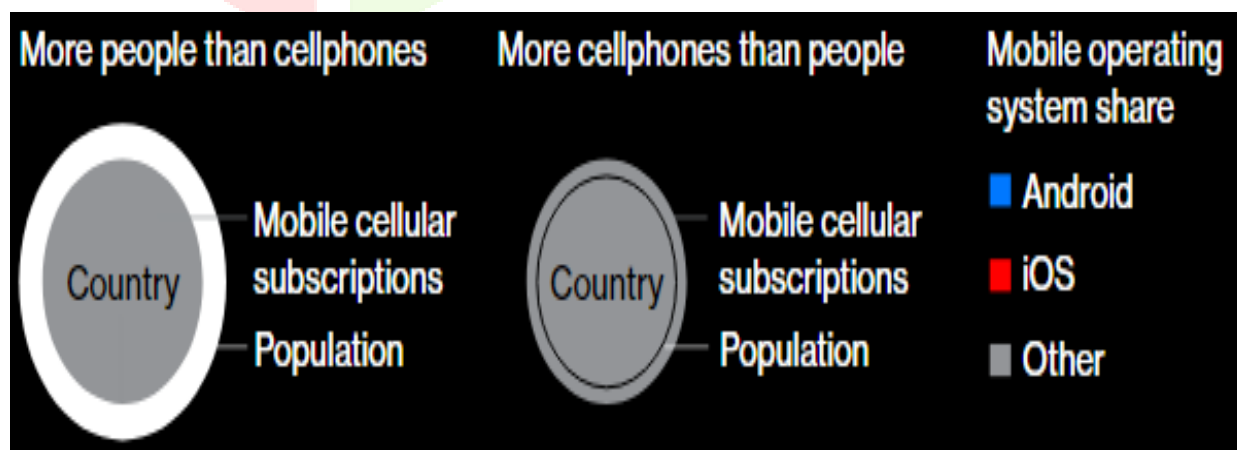 More people than cellphones
Country
Mobile cellular
subscriptions
Population
More cellphones than people
Country
Mobile cellular
subscriptions
Population
Mobile operating
system share
Android
iOS
Other